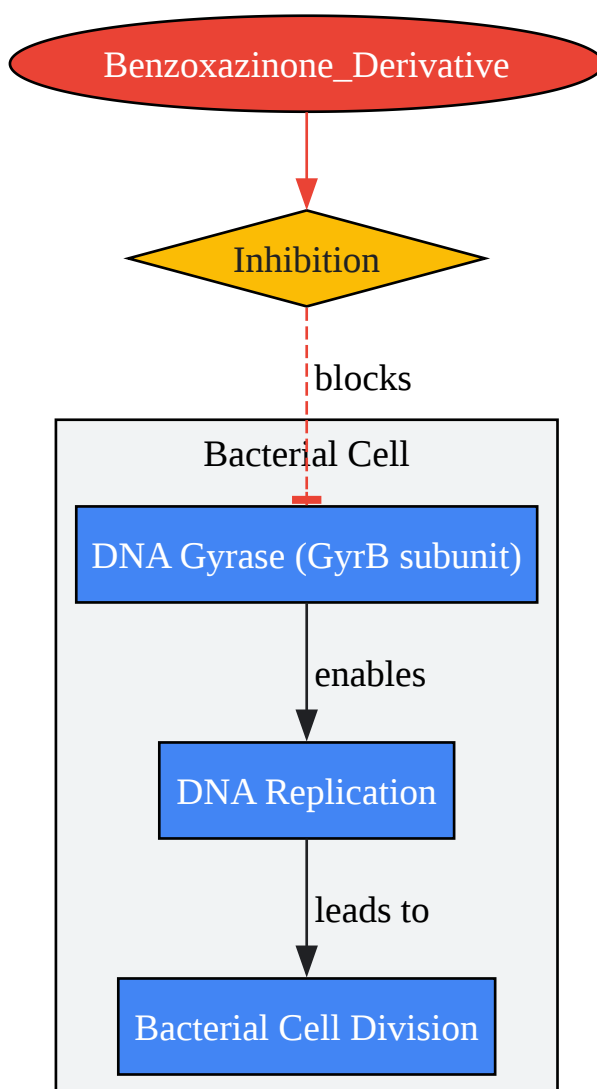 Benzoxazinone_Derivative
Inhibition
blocks
Bacterial Cell
DNA Gyrase (GyrB subunit)
enables
DNA Replication
leads to
Bacterial Cell Division